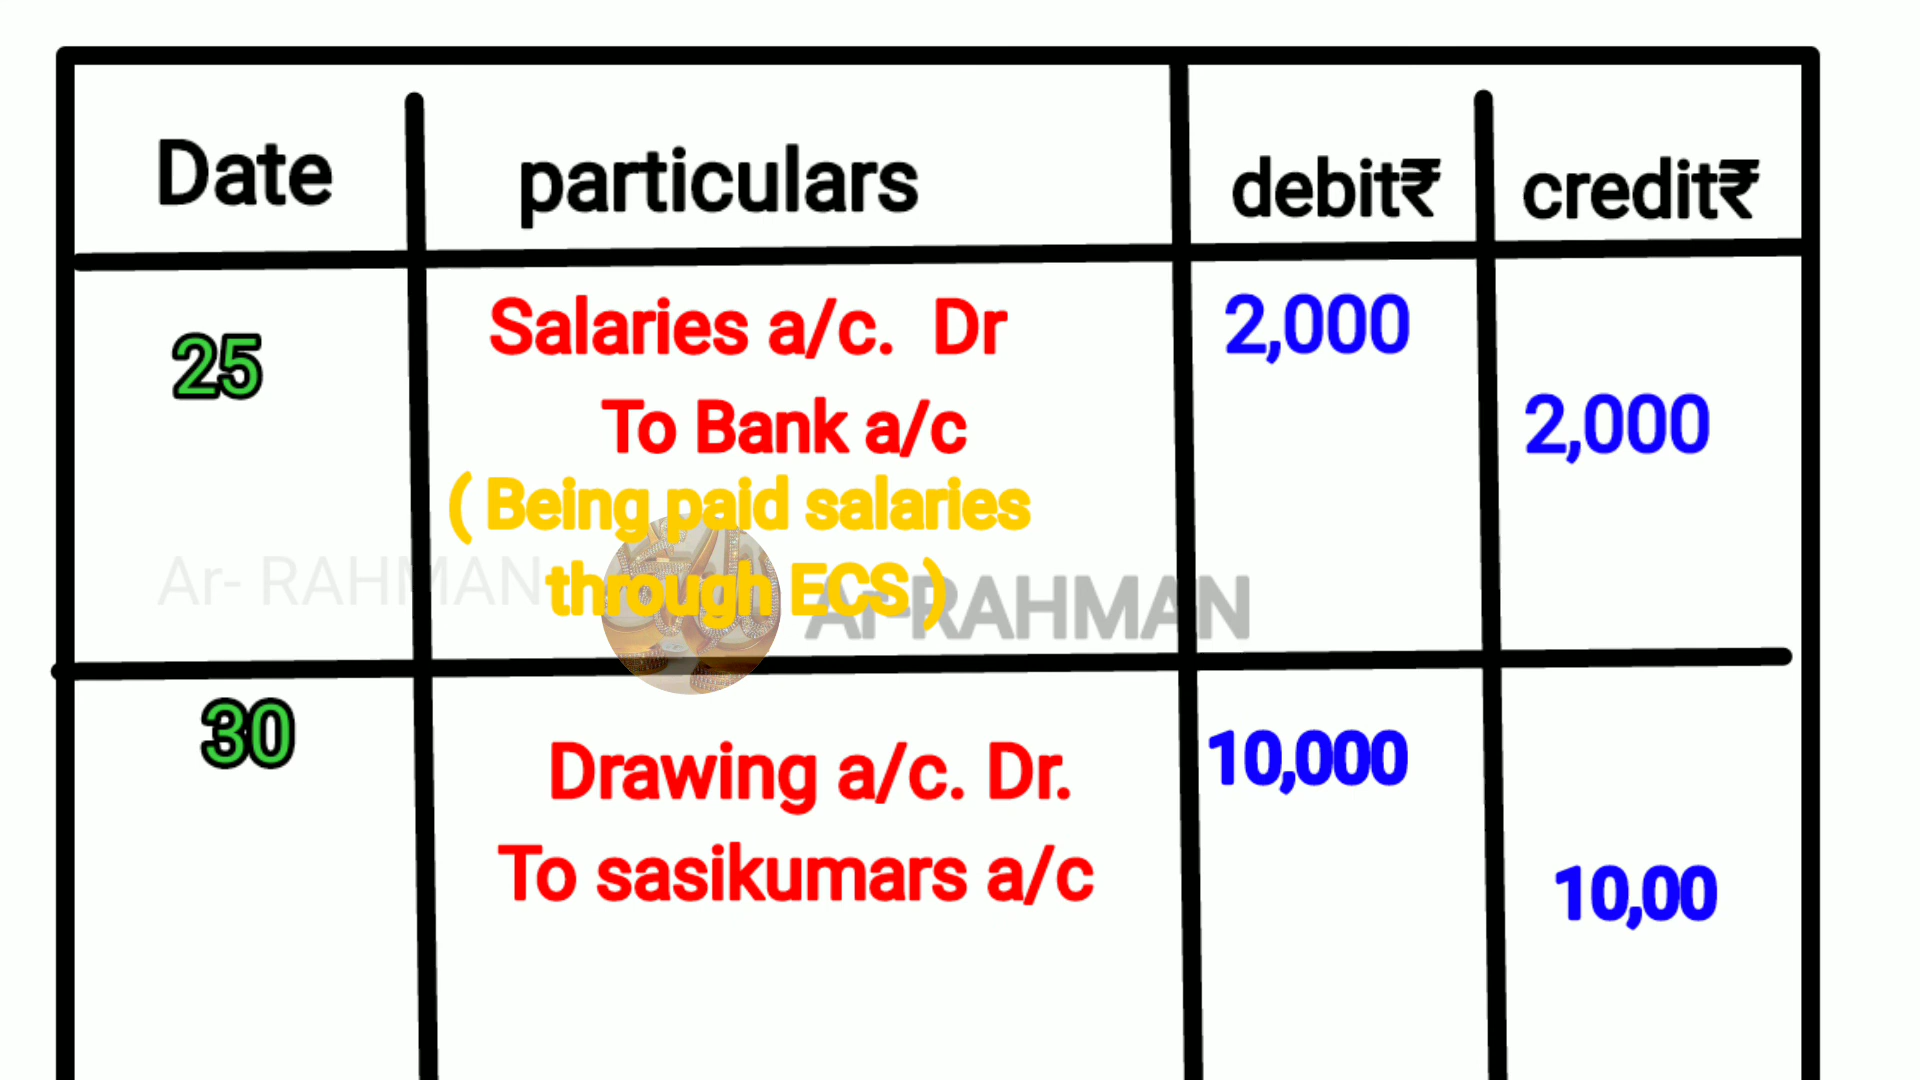 Date particulars debit₹ credit₹
25 Salaries a/c. Dr 2,000
To Bank a/c 2,000
( Being paid salaries
through ECS )
Ar- RAHMAN
Ar-RAHMAN
30 Drawing a/c. Dr. 10,000
To sasikumars a/c 10,00